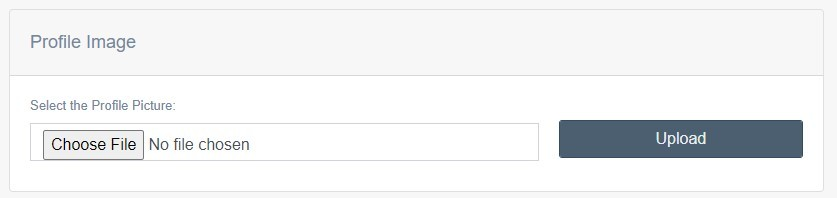 Profile Image
Select the Profile Picture:
Choose File No file chosen
Upload